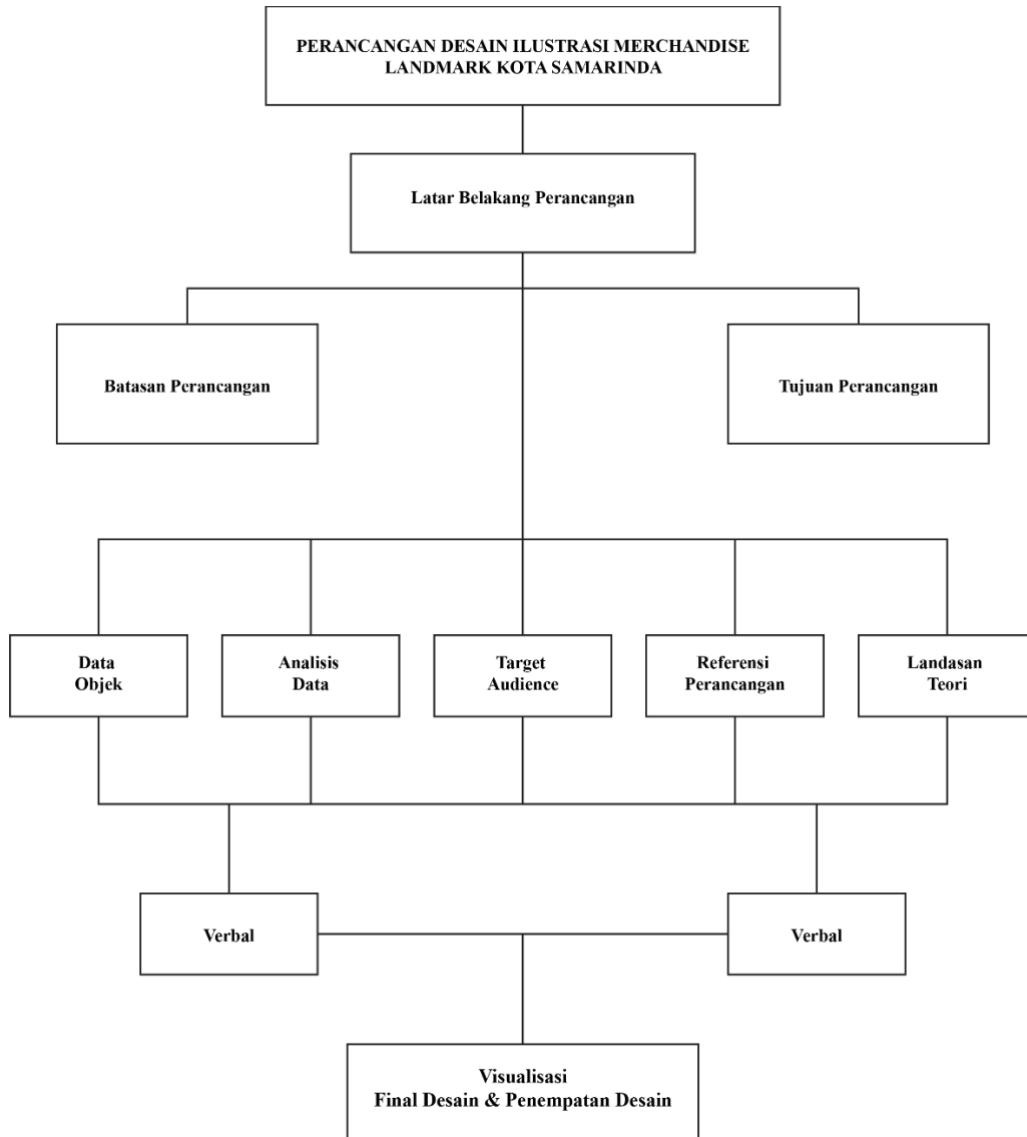 PERANCANGAN DESAIN ILUSTRASI MERCHANDISE
LANDMARK KOTA SAMARINDA
Latar Belakang Perancangan
Batasan Perancangan
Tujuan Perancangan
Data
Objek
Analisis
Data
Target
Audience
Referensi
Perancangan
Landasan
Teori
Verbal
Verbal
Visualisasi
Final Desain & Penempatan Desain